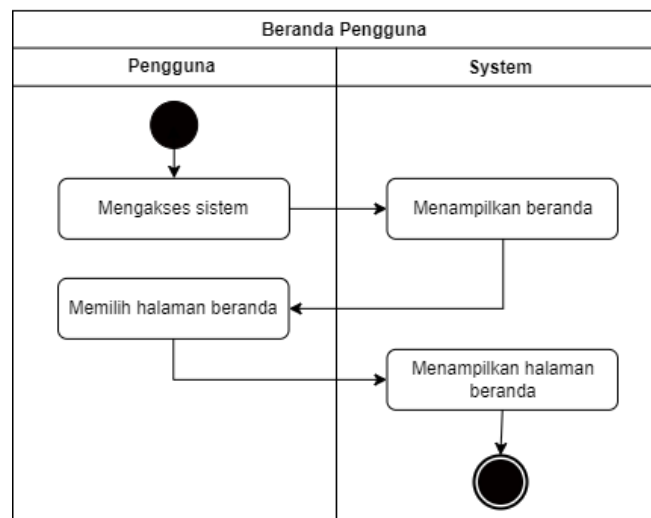 Beranda Pengguna
Pengguna
System
Mengakses sistem
Menampilkan beranda
Memilih halaman beranda
Menampilkan halaman
beranda